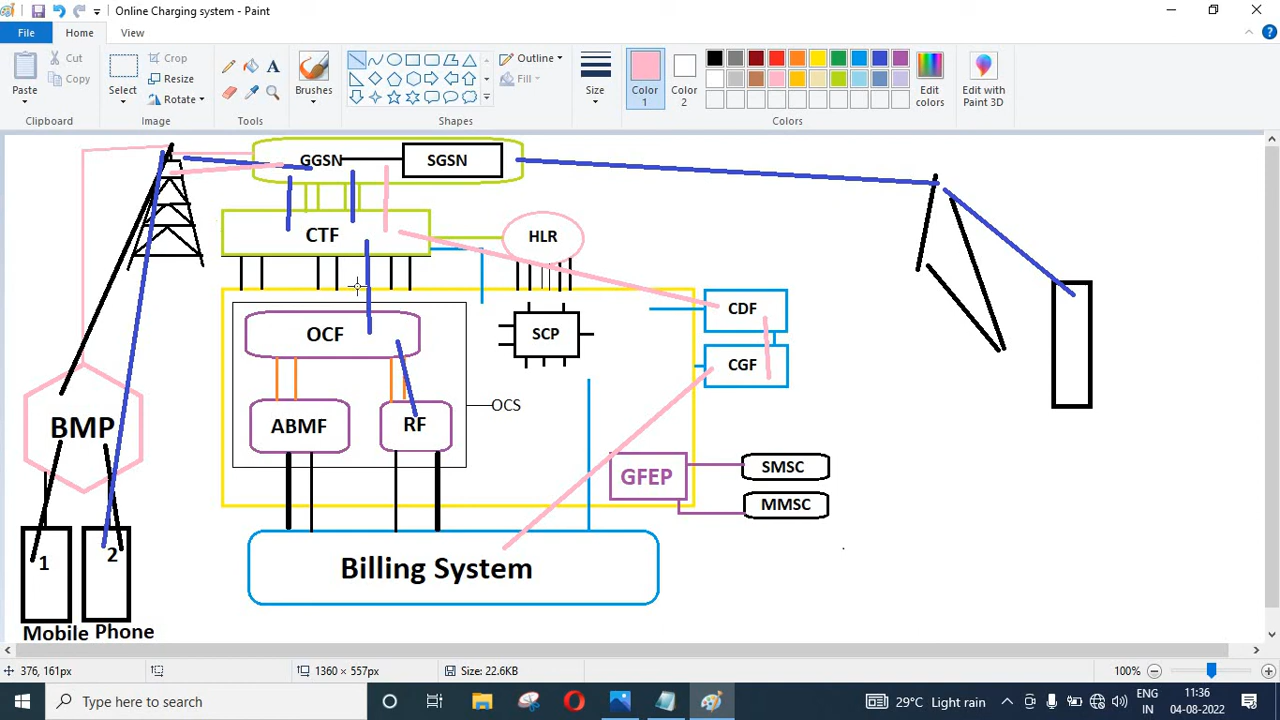 Online Charging system - Paint
File
Home
View
Paste
Cut
Copy
Clipboard
Select
Crop
Resize
Rotate
Image
A
Tools
Brushes
Outline
Fill
Shapes
Size
Color 1
Color 2
Edit colors
Edit with Paint 3D
Colors
GGSN
SGSN
CTF
HLR
OCF
SCP
CDF
CGF
OCS
ABMF
RF
BMP
GFEP
SMSC
MMSC
Billing System
1
2
Mobile Phone
376, 161px
1360 × 557px
Size: 22.6KB
100%
Type here to search
29°C Light rain
ENG
IN
11:36
04-08-2022